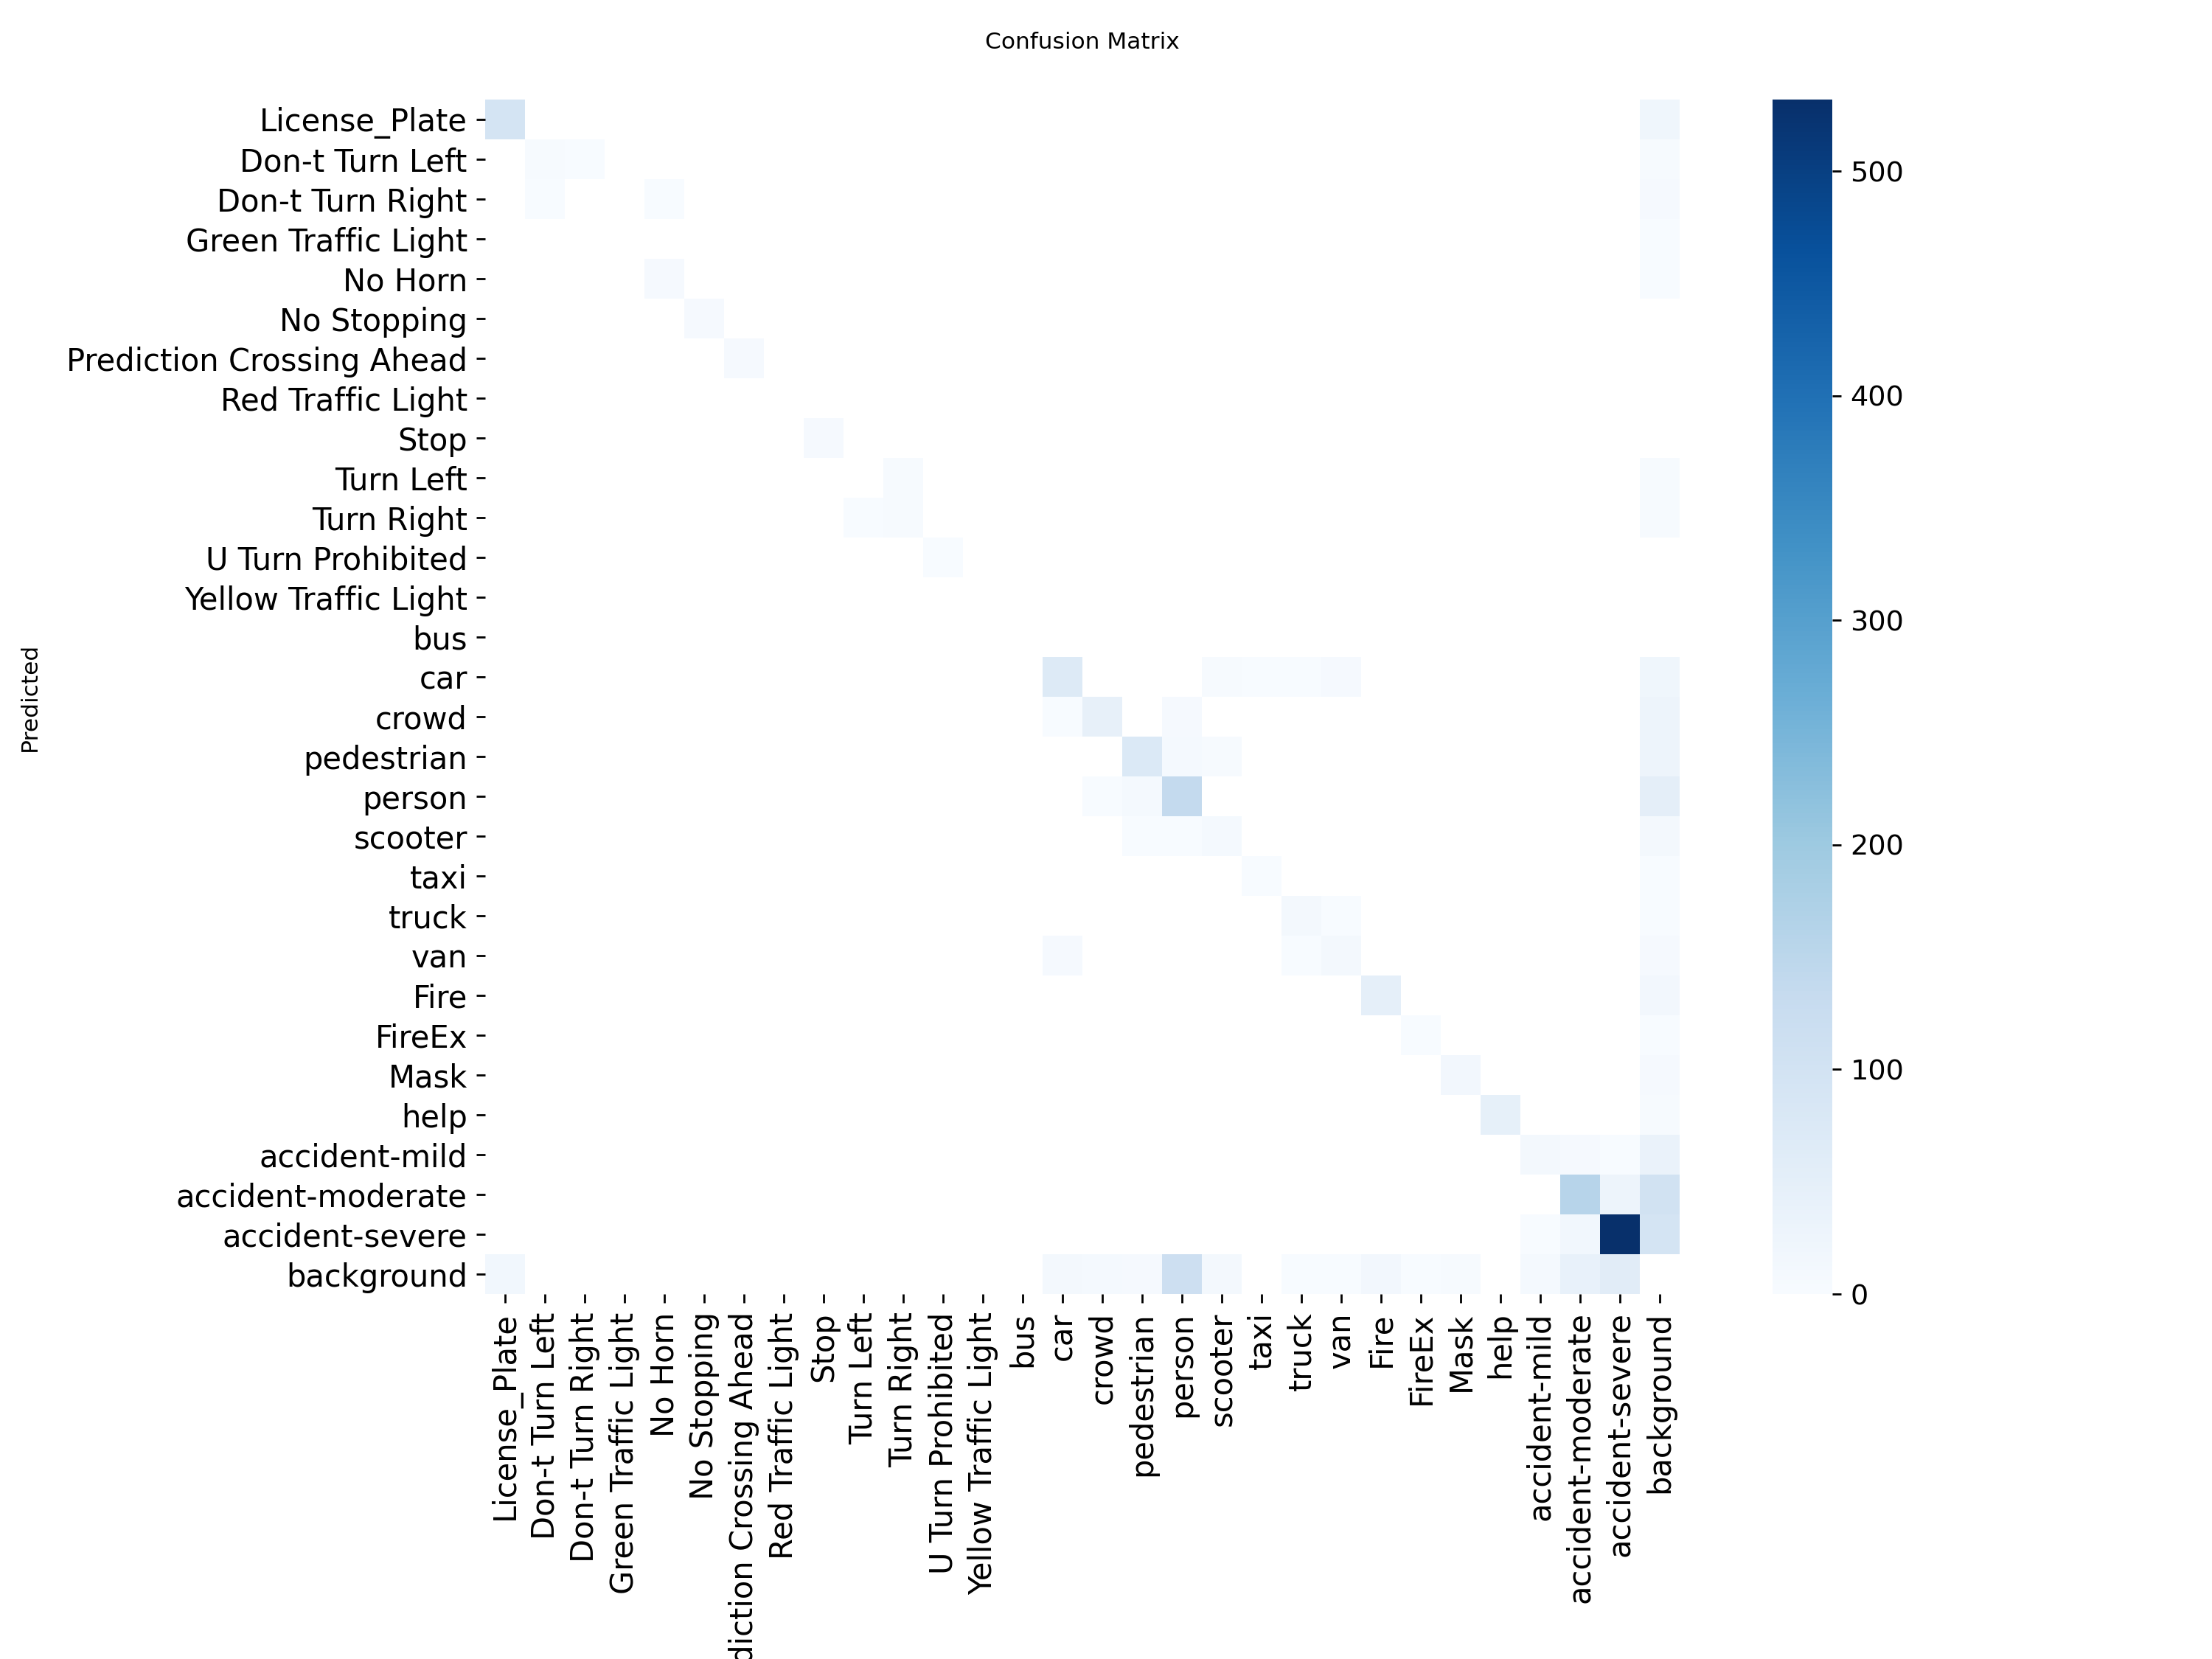 Confusion Matrix
License_Plate
Don-t Turn Left
Don-t Turn Right
Green Traffic Light
No Horn
No Stopping
Prediction Crossing Ahead
Red Traffic Light
Stop
Turn Left
Turn Right
U Turn Prohibited
Yellow Traffic Light
bus
car
crowd
pedestrian
person
scooter
taxi
truck
van
Fire
FireEx
Mask
help
accident-mild
accident-moderate
accident-severe
background
Predicted
License_Plate
Don-t Turn Left
Don-t Turn Right
Green Traffic Light
No Horn
No Stopping
diction Crossing Ahead
Red Traffic Light
Stop
Turn Left
Turn Right
U Turn Prohibited
Yellow Traffic Light
bus
car
crowd
pedestrian
person
scooter
taxi
truck
van
Fire
FireEx
Mask
help
accident-mild
accident-moderate
accident-severe
background
500
400
300
200
100
0